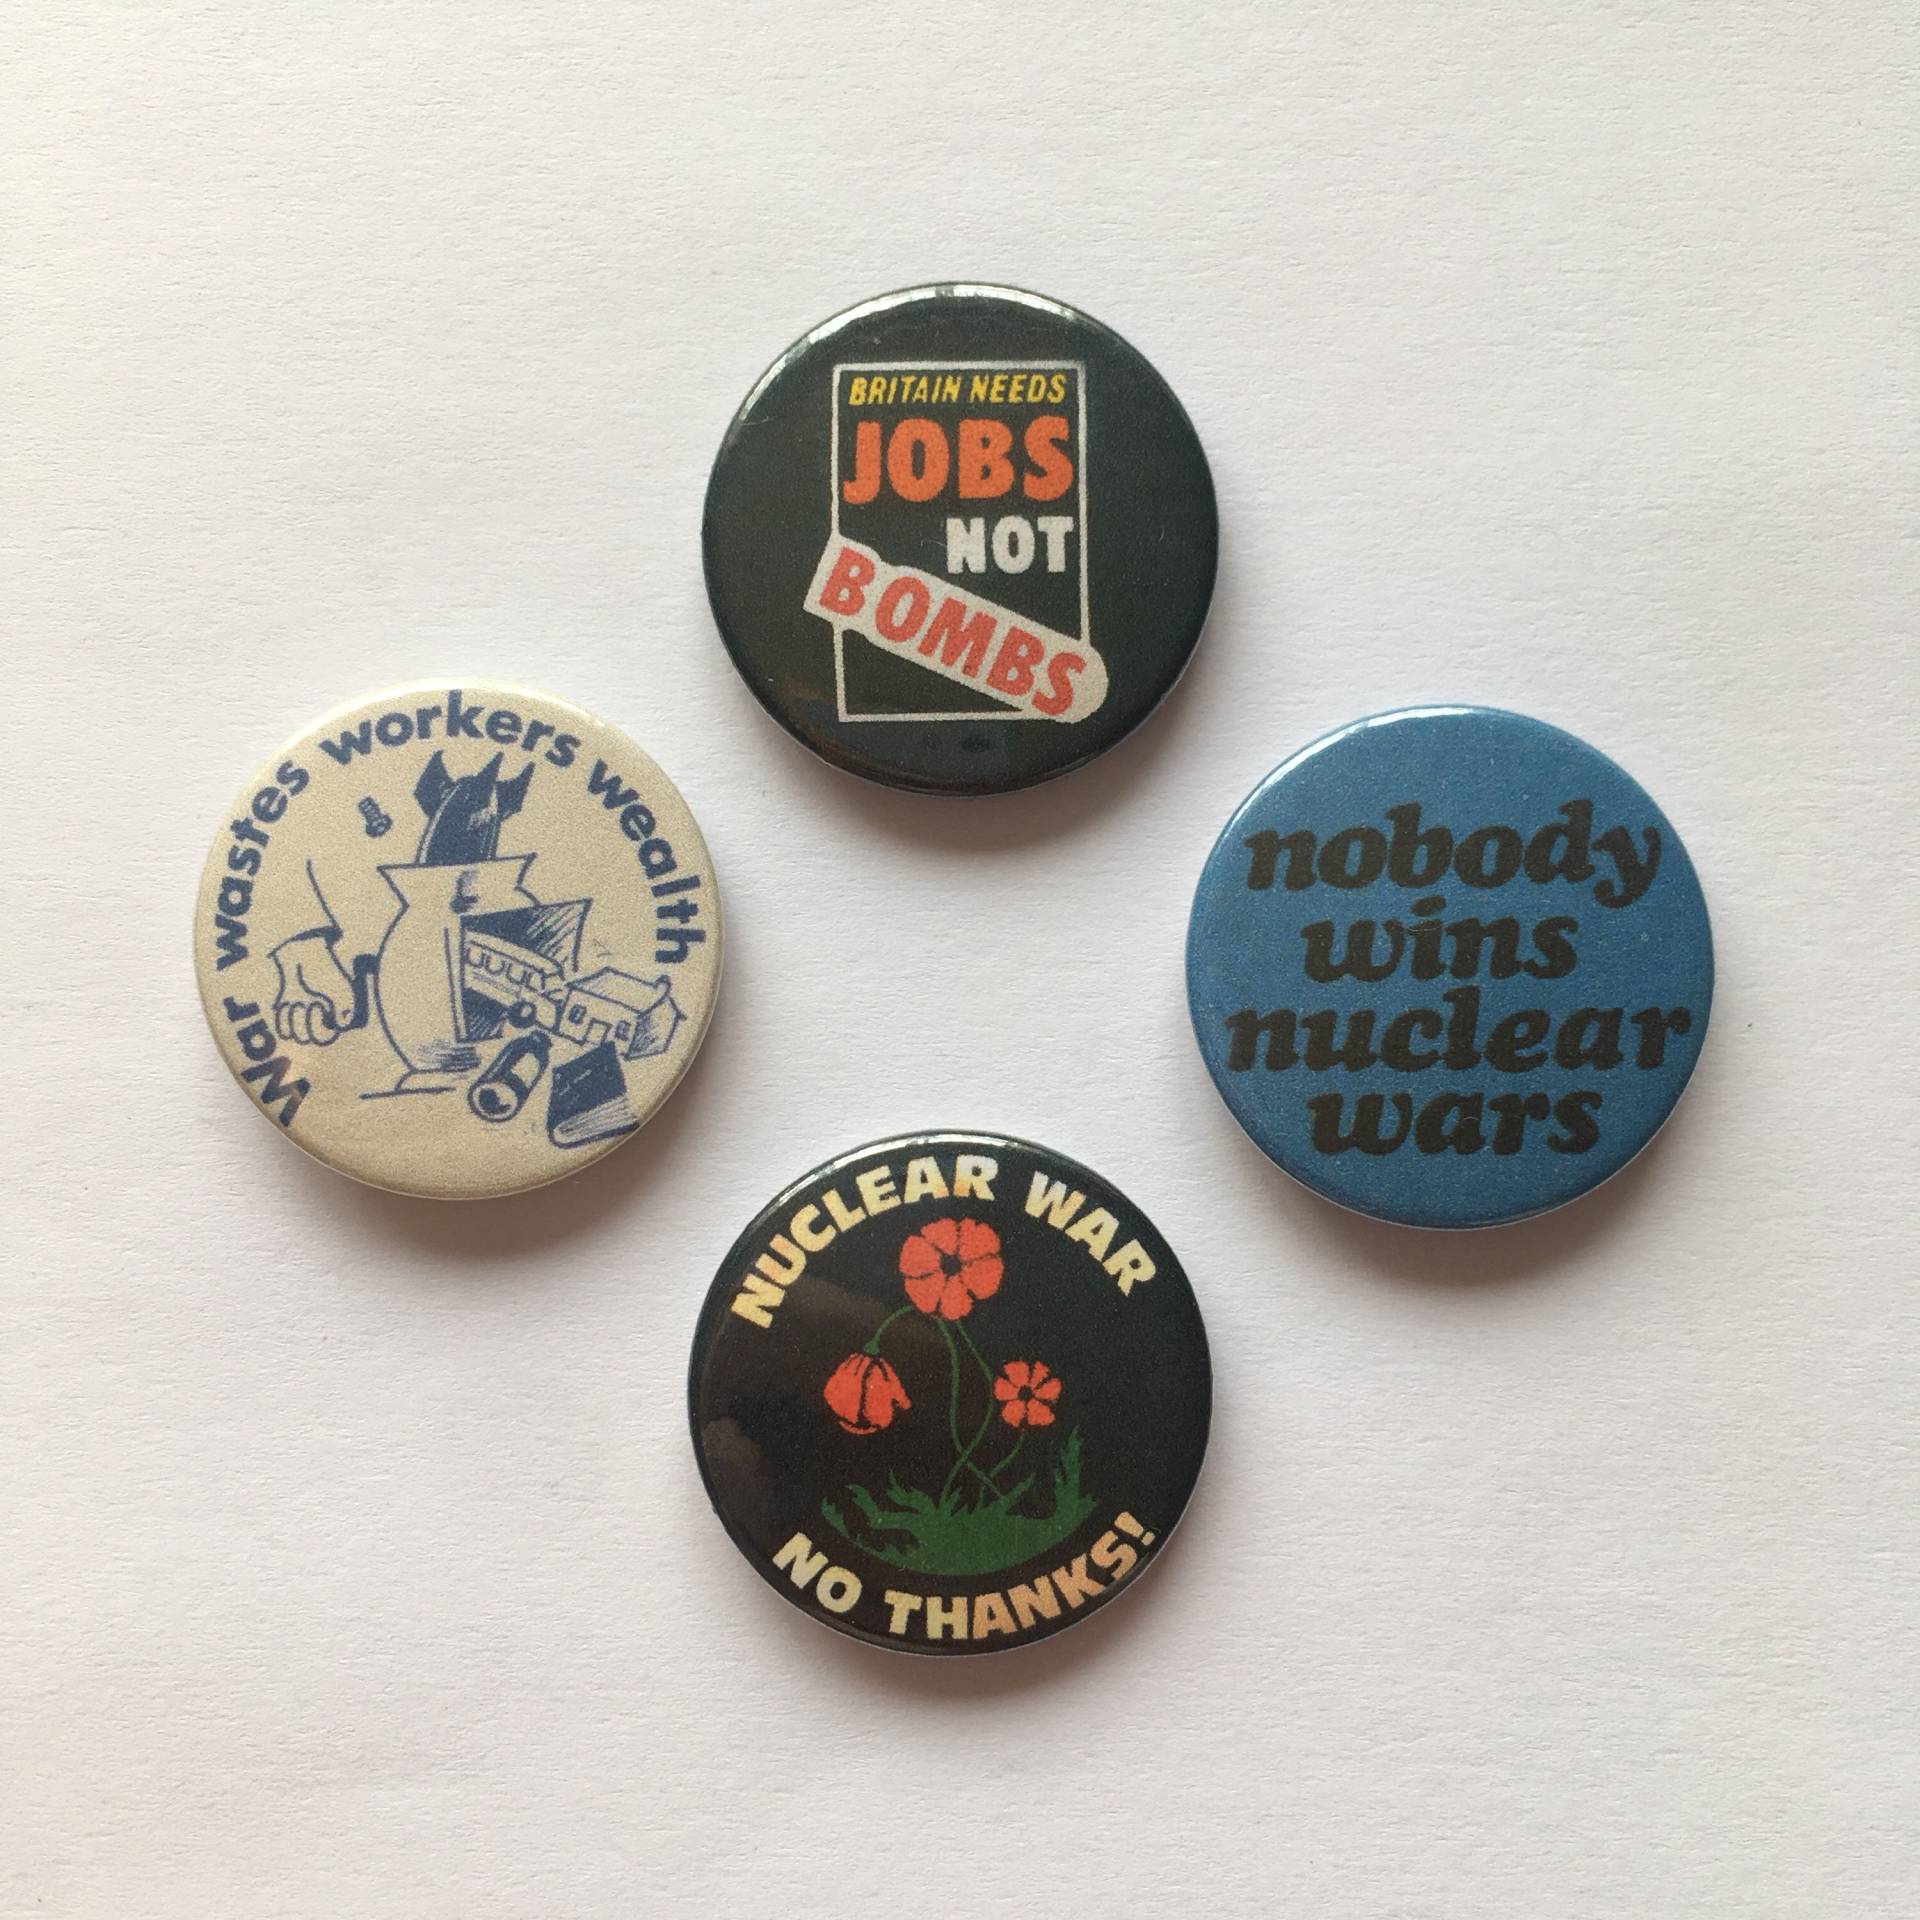 BRITAIN NEEDS
JOBS
NOT
BOMBS
War wastes workers wealth
nobody
wins
nuclear
wars
NUCLEAR WAR
NO THANKS!